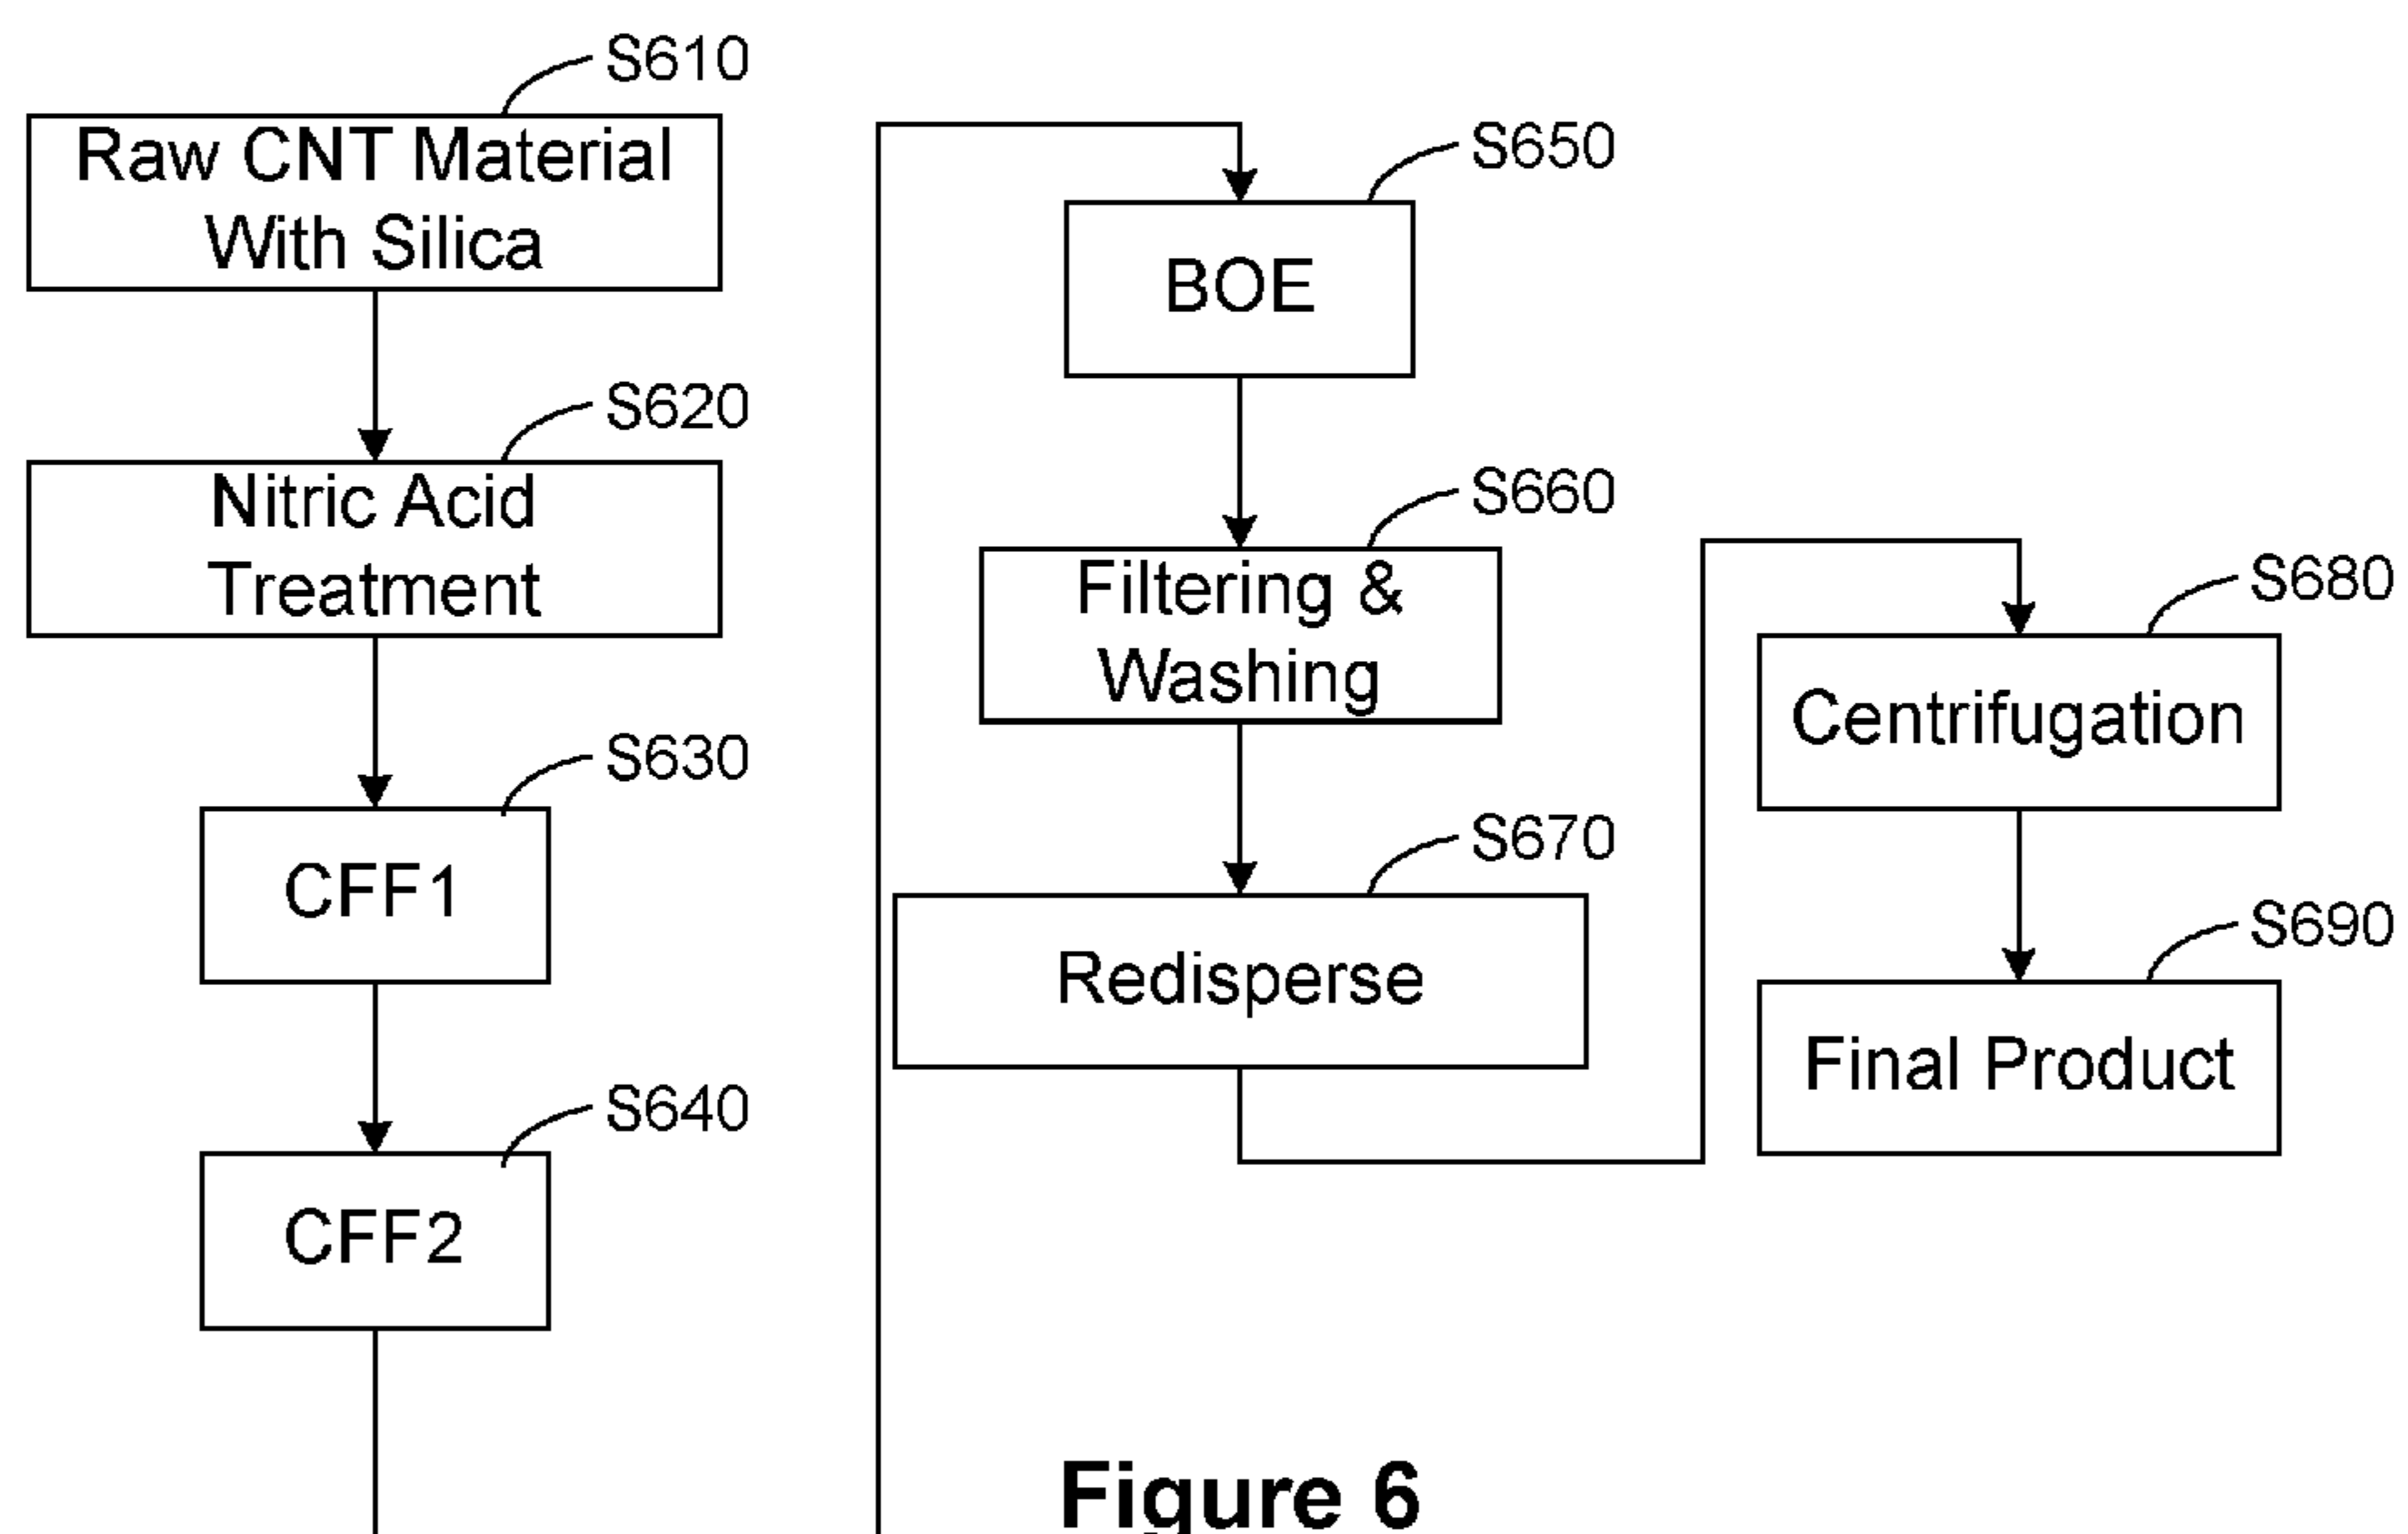 S610
Raw CNT Material
With Silica
S620
Nitric Acid
Treatment
S630
CFF1
S640
CFF2
S650
BOE
S660
Filtering &
Washing
S670
Redisperse
S680
Centrifugation
S690
Final Product
Figure 6